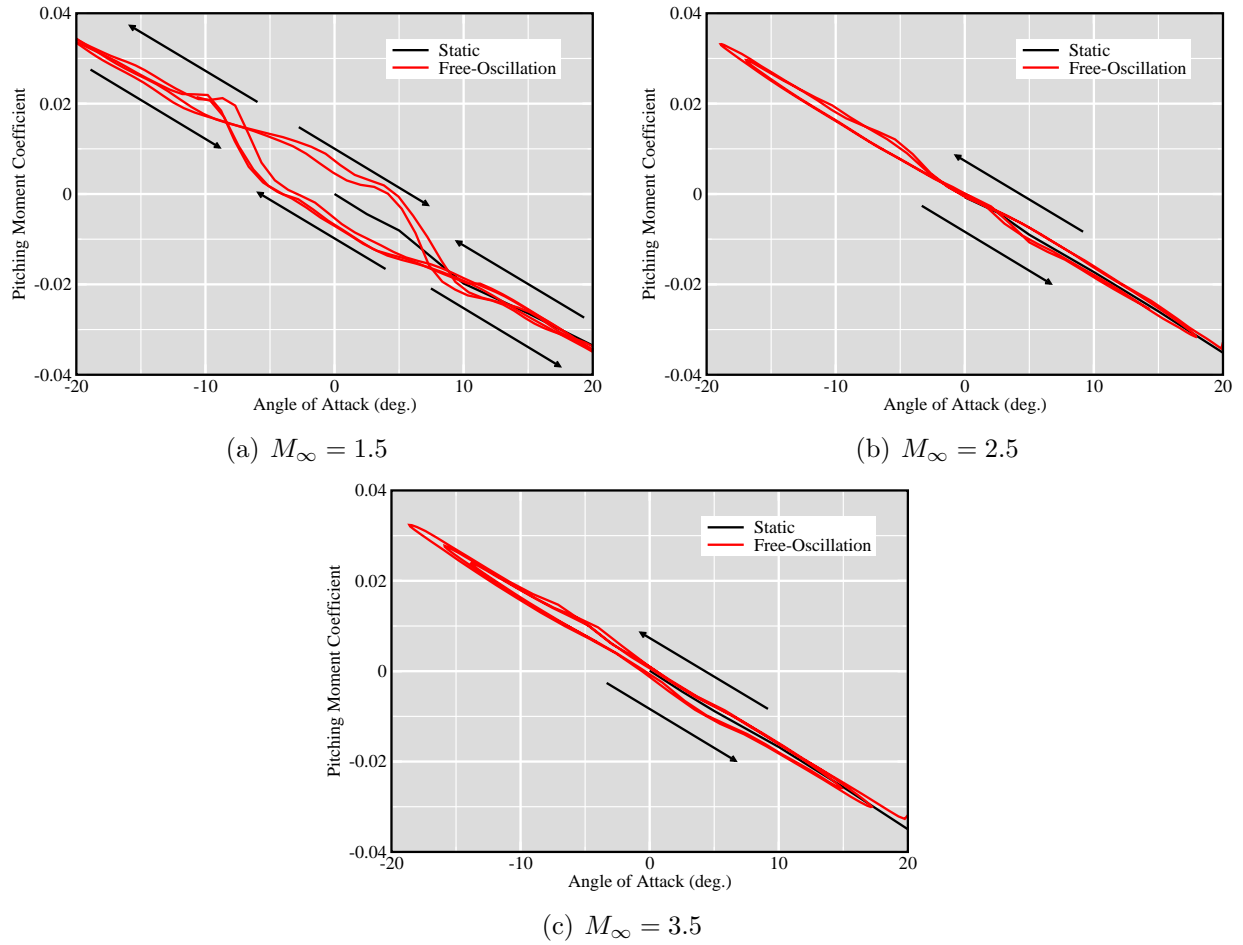 0.04
0.02
0
-0.02
-0.04
Pitching Moment Coefficient
Static
Free-Oscillation
-20
-10
0
10
20
Angle of Attack (deg.)
(a) M∞ = 1.5
0.04
0.02
0
-0.02
-0.04
Pitching Moment Coefficient
Static
Free-Oscillation
-20
-10
0
10
20
Angle of Attack (deg.)
(b) M∞ = 2.5
0.04
0.02
0
-0.02
-0.04
Pitching Moment Coefficient
Static
Free-Oscillation
-20
-10
0
10
20
Angle of Attack (deg.)
(c) M∞ = 3.5